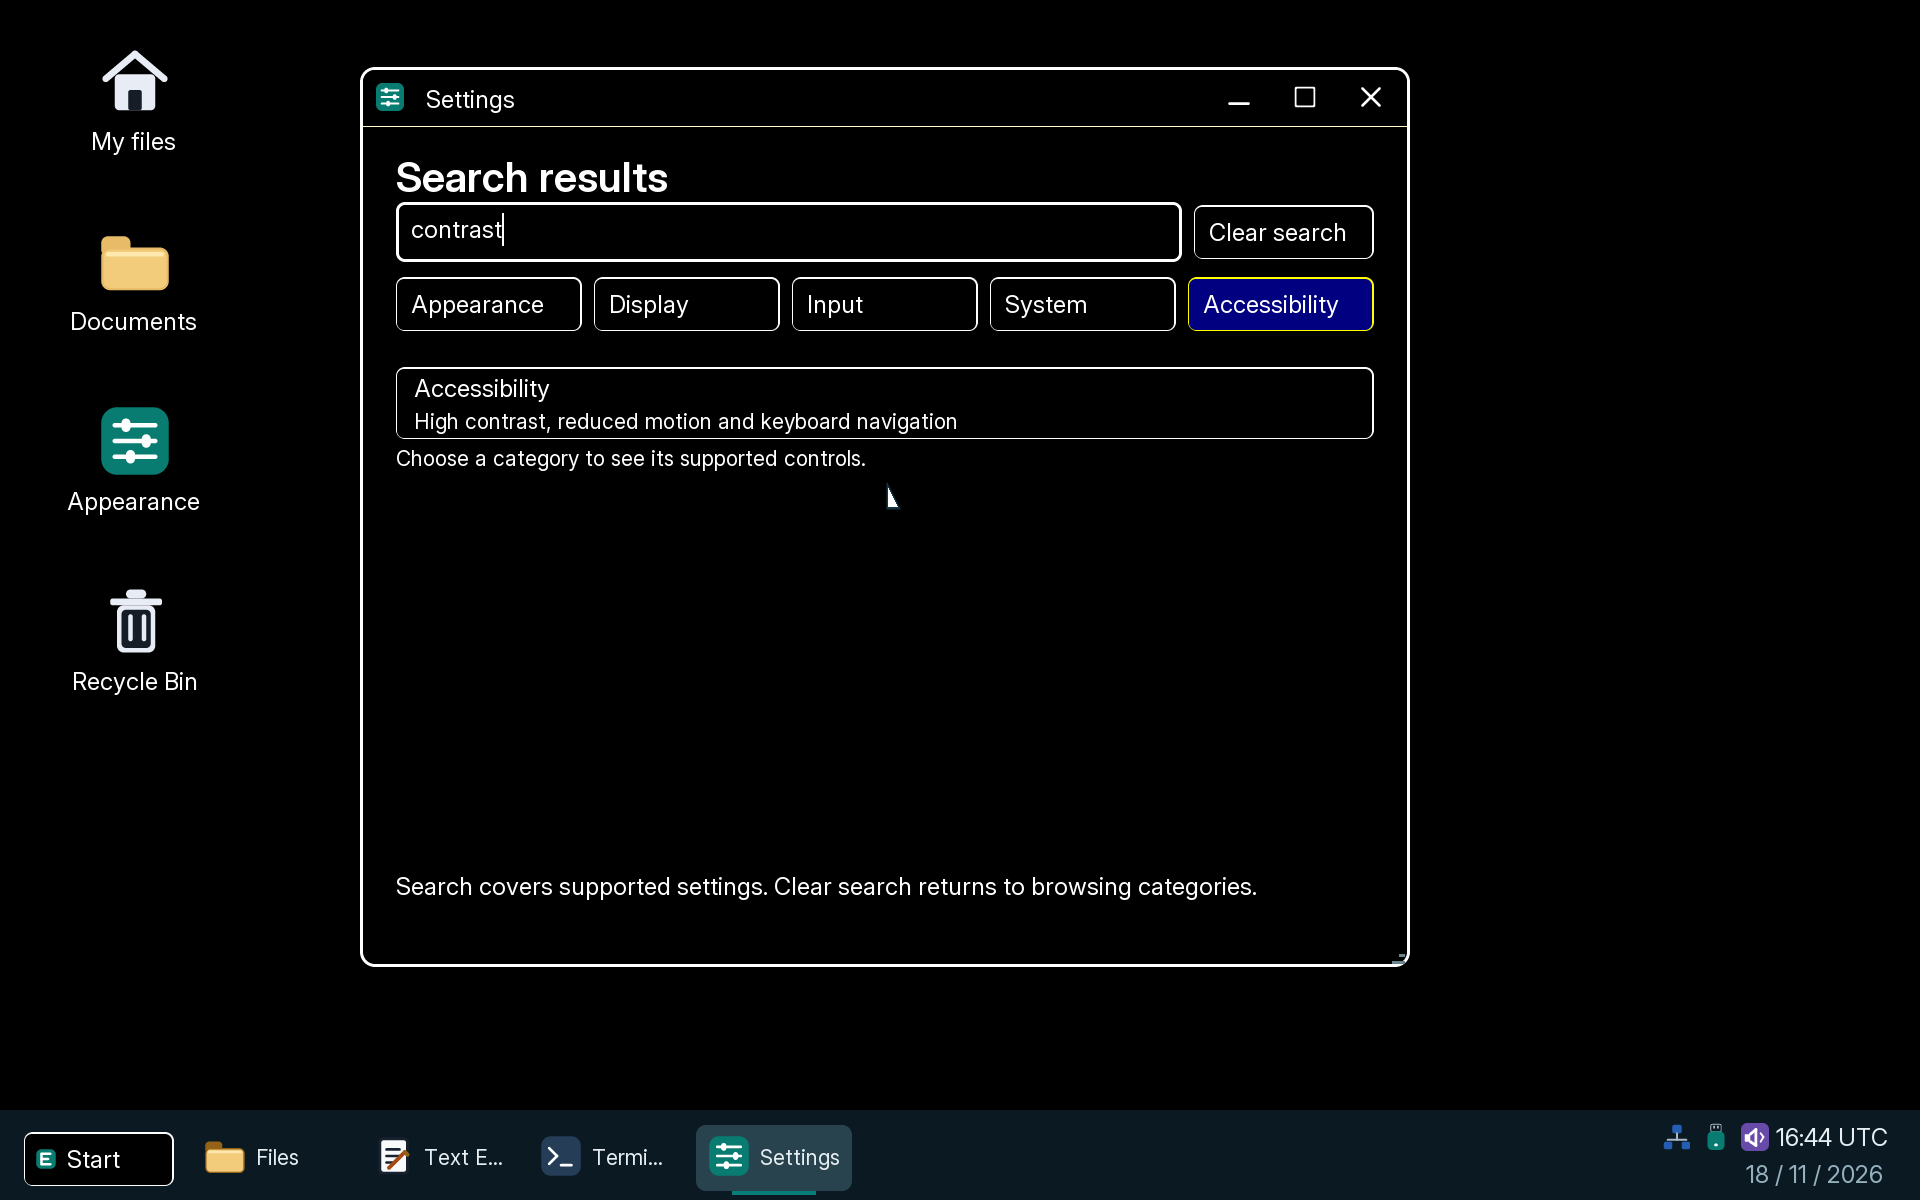 My files
Documents
Appearance
Recycle Bin
Settings
Search results
contrast
Clear search
Appearance
Display
Input
System
Accessibility
Accessibility
High contrast, reduced motion and keyboard navigation
Choose a category to see its supported controls.
Search covers supported settings. Clear search returns to browsing categories.
Start
Files
Text E...
Termi...
Settings
16:44 UTC
18 / 11 / 2026